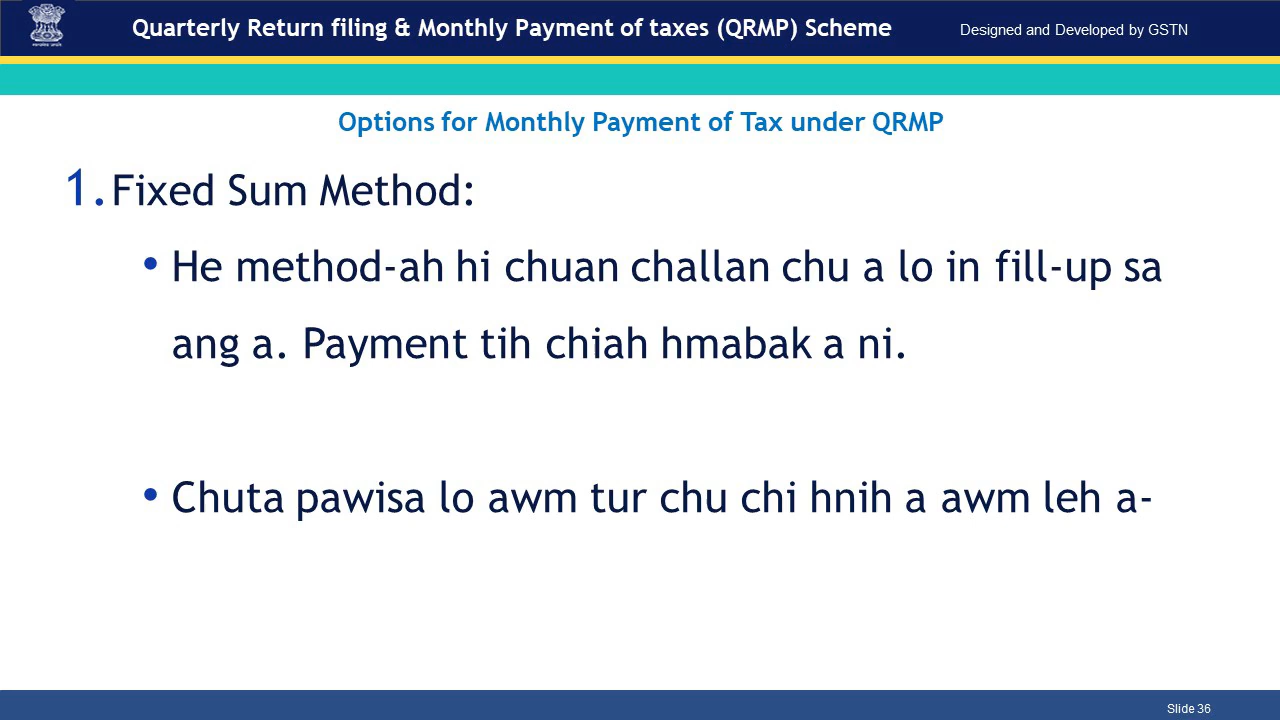 Quarterly Return filing & Monthly Payment of taxes (QRMP) Scheme
Designed and Developed by GSTN
Options for Monthly Payment of Tax under QRMP
1. Fixed Sum Method:
• He method-ah hi chuan challan chu a lo in fill-up sa
ang a. Payment tih chiah hmabak a ni.
• Chuta pawisa lo awm tur chu chi hnih a awm leh a-
Slide 36